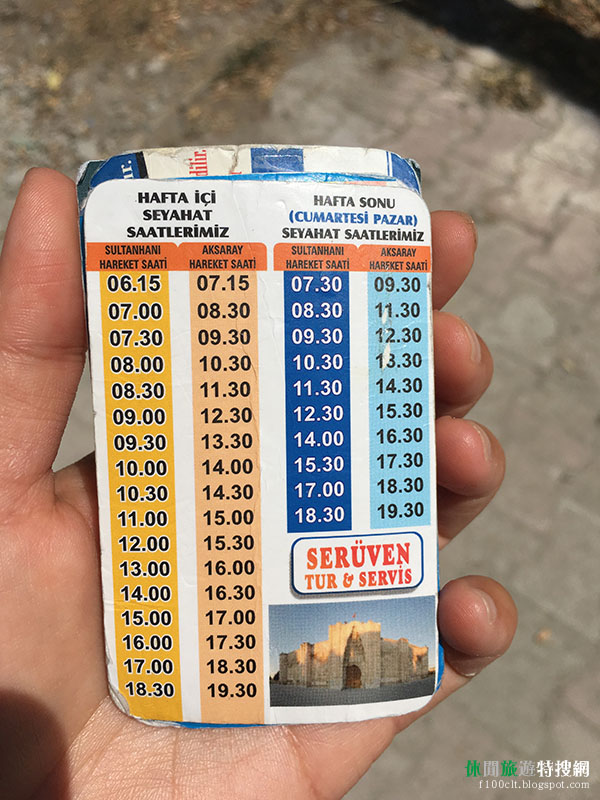 dilir.
ur.
HAFTA İÇİ
SEYAHAT
SAATLERİMİZ
SULTANHANI
HAREKET SAATİ
06.15
07.00
07.30
08.00
08.30
09.00
09.30
10.00
10.30
11.00
12.00
13.00
14.00
15.00
16.00
17.00
18.30
AKSARAY
HAREKET SAATİ
07.15
08.30
09.30
10.30
11.30
12.30
13.30
14.00
14.30
15.00
15.30
16.00
16.30
17.00
17.30
18.30
19.30
HAFTA SONU
(CUMARTESİ PAZAR)
SEYAHAT SAATLERİMİZ
SULTANHANI
HAREKET SAATİ
07.30
08.30
09.30
10.30
11.30
12.30
14.00
15.30
17.00
18.30
AKSARAY
HAREKET SAATİ
09.30
11.30
12.30
13.30
14.30
15.30
16.30
17.30
18.30
19.30
SERÜVEN
TUR & SERVİS
休閒旅遊特搜網
f100clt.blogspot.com